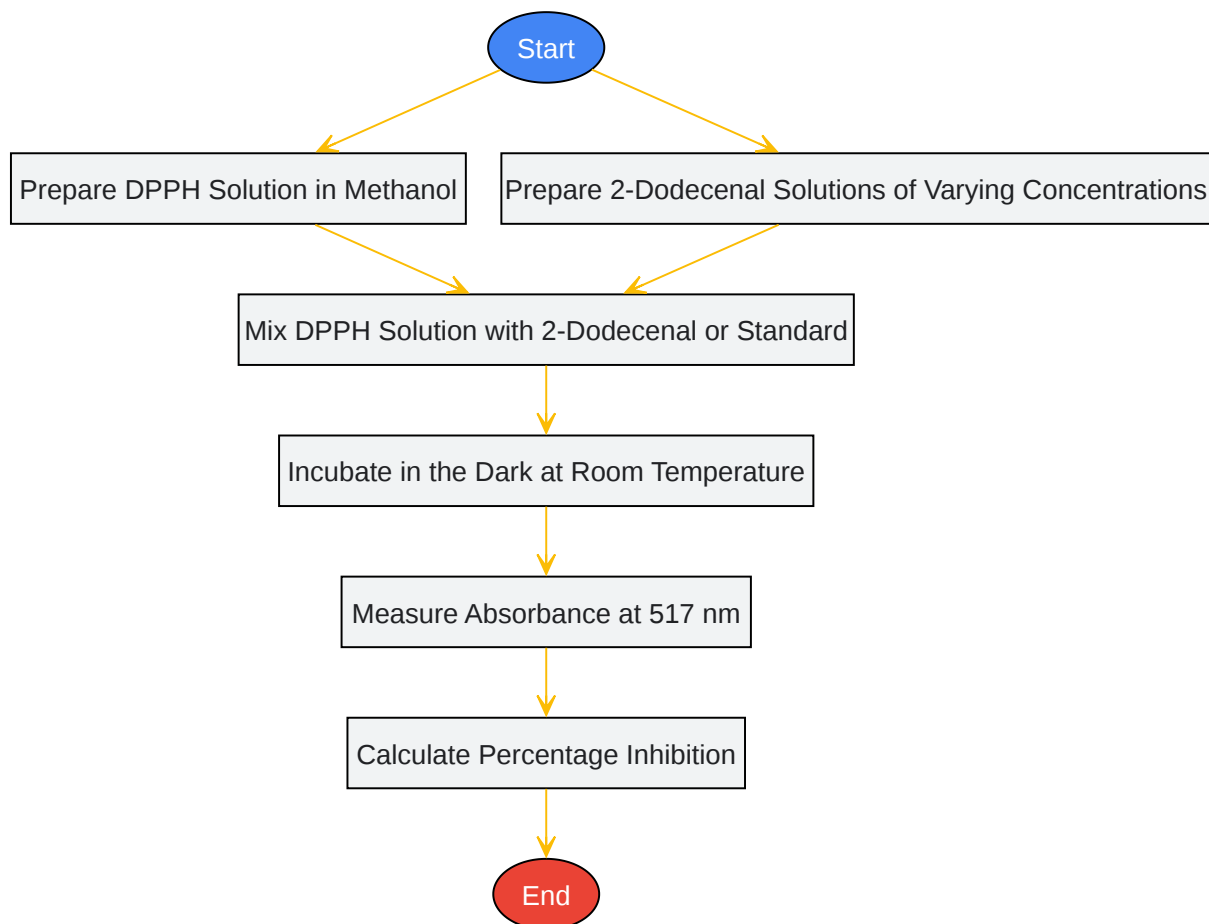 Start
Prepare DPPH Solution in Methanol
Prepare 2-Dodecenal Solutions of Varying Concentrations
Mix DPPH Solution with 2-Dodecenal or Standard
Incubate in the Dark at Room Temperature
Measure Absorbance at 517 nm
Calculate Percentage Inhibition
End